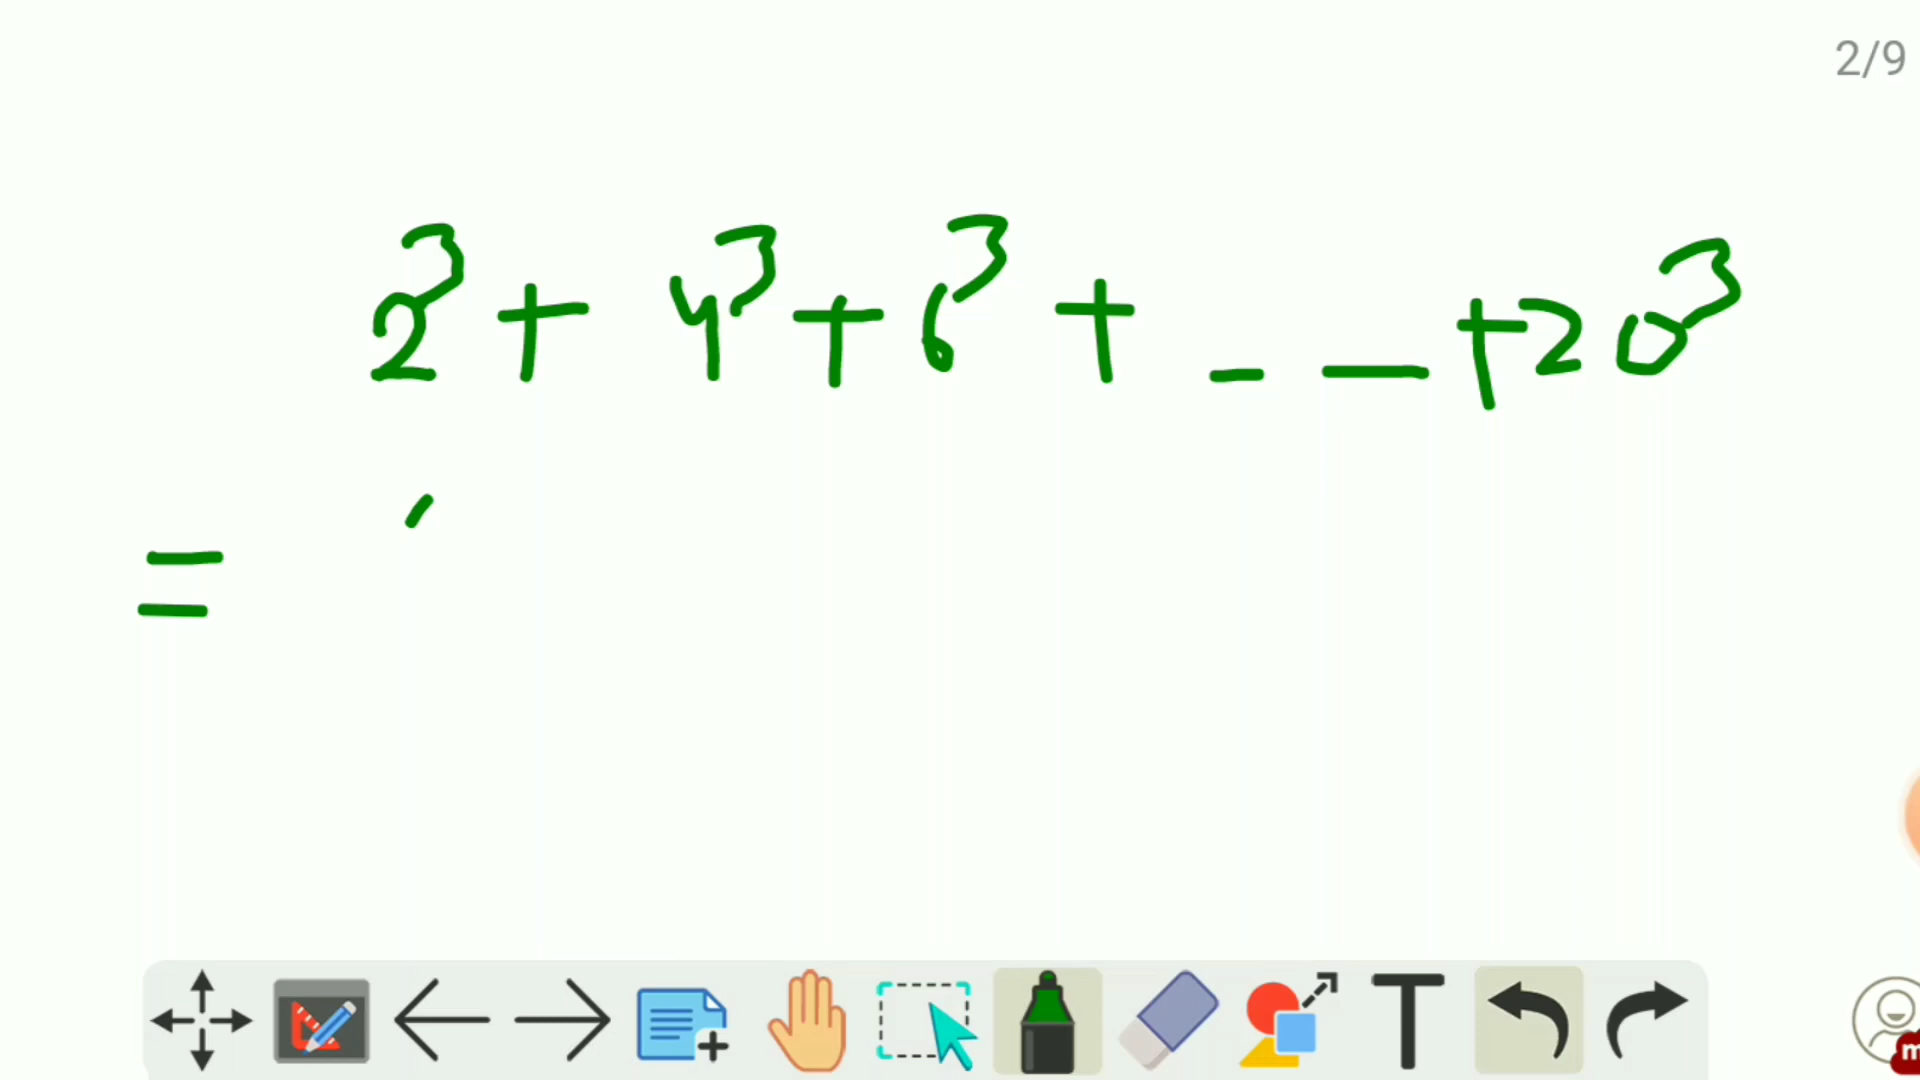 2/9
2³ + 4³ + 6³ + _ _ + 20³
=
T
m